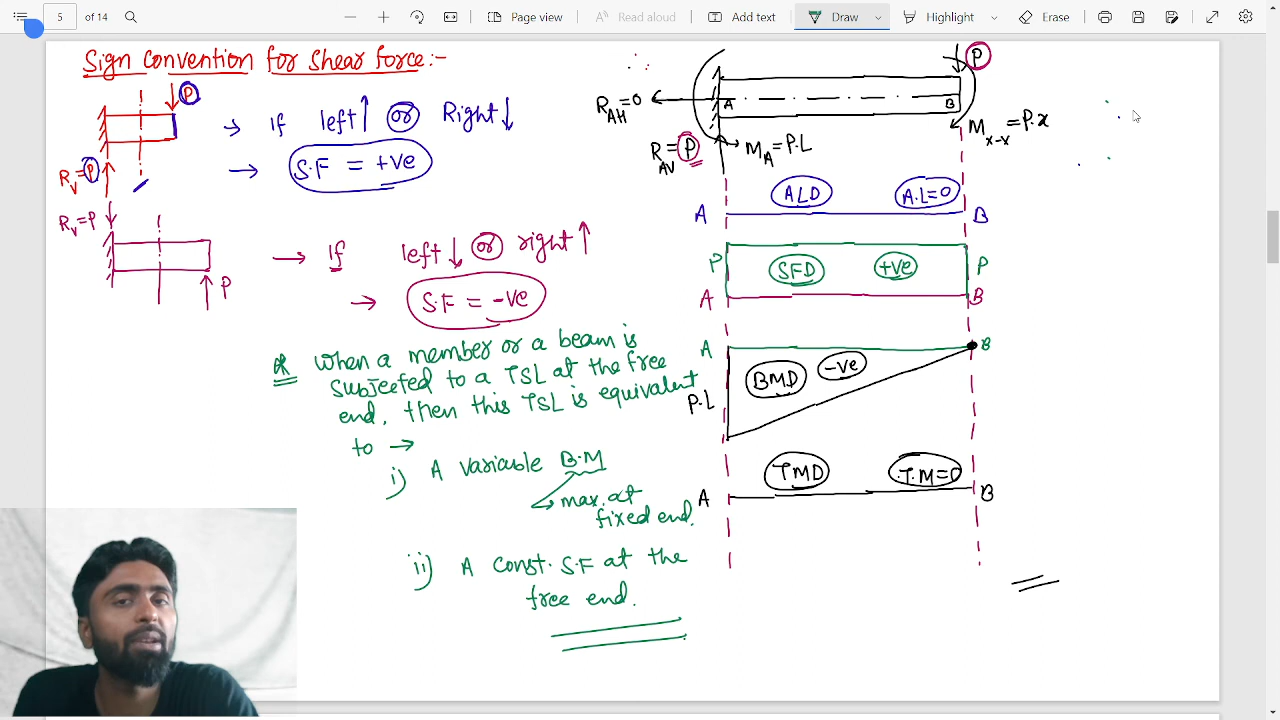 5 of 14
Page view
Read aloud
Add text
Draw
Highlight
Erase
Sign convention for shear force:-
P
→ If left↑ or Right↓
→ S.F = +ve
R_V=P
R_V=P
→ If left↓ or right↑
P
→ S.F = -ve
* When a member or a beam is
subjected to a TSL at the free
end, then this TSL is equivalent
to →
i) A variable B.M
→ max. at
fixed end.
ii) A const. S.F at the
free end.
P
R_AH=0
A
B
M_x-x=P.x
R_AV=P
M_A=P.L
ALD
A.L=0
A
B
P
SFD
+ve
P
A
B
A
B
BMD
-ve
P.L
TMD
T.M=0
A
B